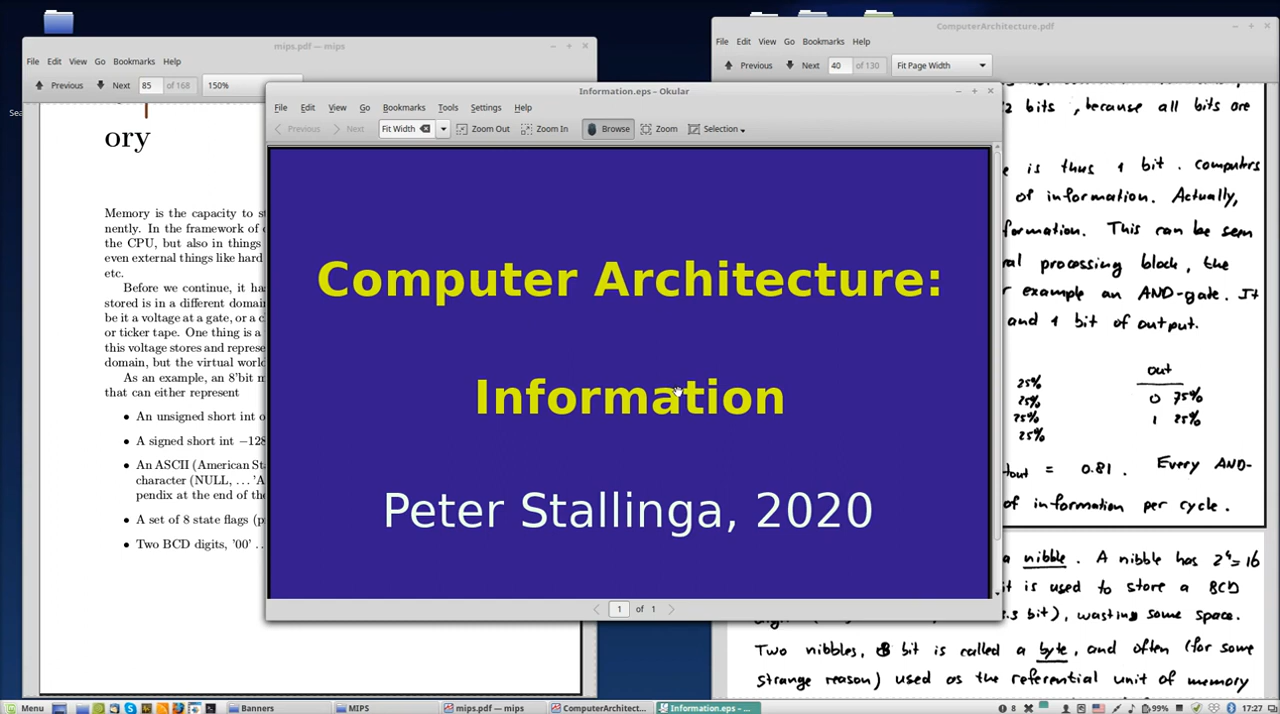 mips.pdf — mips
File Edit View Go Bookmarks Help
Previous Next 85 of 168 150%
ory
Memory is the capacity to st
nently. In the framework of
the CPU, but also in things
even external things like hard
etc.
Before we continue, it has
stored is in a different domain
be it a voltage at a gate, or a c
or ticker tape. One thing is a
this voltage stores and represe
domain, but the virtual world
As an example, an 8'bit m
that can either represent
• An unsigned short int o
• A signed short int −128
• An ASCII (American Sta
character (NULL, ... 'A
pendix at the end of the
• A set of 8 state flags (p
• Two BCD digits, '00' ..
Information.eps - Okular
File Edit View Go Bookmarks Tools Settings Help
Previous Next Fit Width Zoom Out Zoom In Browse Zoom Selection
Computer Architecture:
Information
Peter Stallinga, 2020
1 of 1
ComputerArchitecture.pdf
File Edit View Go Bookmarks Help
Previous Next 40 of 130 Fit Page Width
2 bits , because all bits are
e is thus 1 bit . computers
of information. Actually,
formation. This can be seen
al processing block, the
r example an AND-gate. It
and 1 bit of output.
out
25%
25% 0 75%
25% 1 25%
25%
out = 0.81 . Every AND-
of information per cycle.
a nibble . A nibble has 2⁴=16
it is used to store a BCD
.3 bit), wasting some space.
Two nibbles, 8 bit is called a byte, and often (for some
strange reason) used as the referential unit of memory
Menu Banners MIPS mips.pdf — mips ComputerArchitect... Information.eps – ... 8 99% 17:27